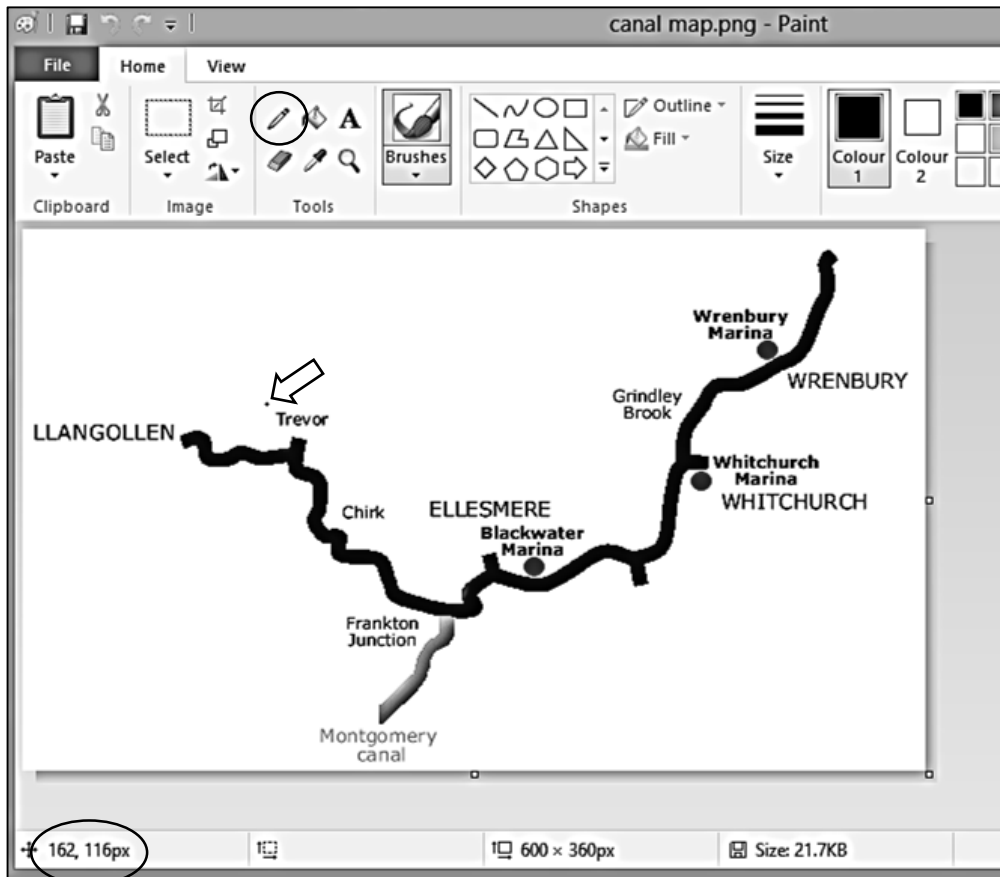 canal map.png - Paint
File Home View
Paste
Select
A
Brushes
Outline
Fill
Size
Colour 1
Colour 2
Clipboard
Image
Tools
Shapes
Wrenbury
Marina
WRENBURY
Grindley
Brook
Trevor
LLANGOLLEN
Whitchurch
Marina
WHITCHURCH
Chirk
ELLESMERE
Blackwater
Marina
Frankton
Junction
Montgomery
canal
162, 116px
600 × 360px
Size: 21.7KB